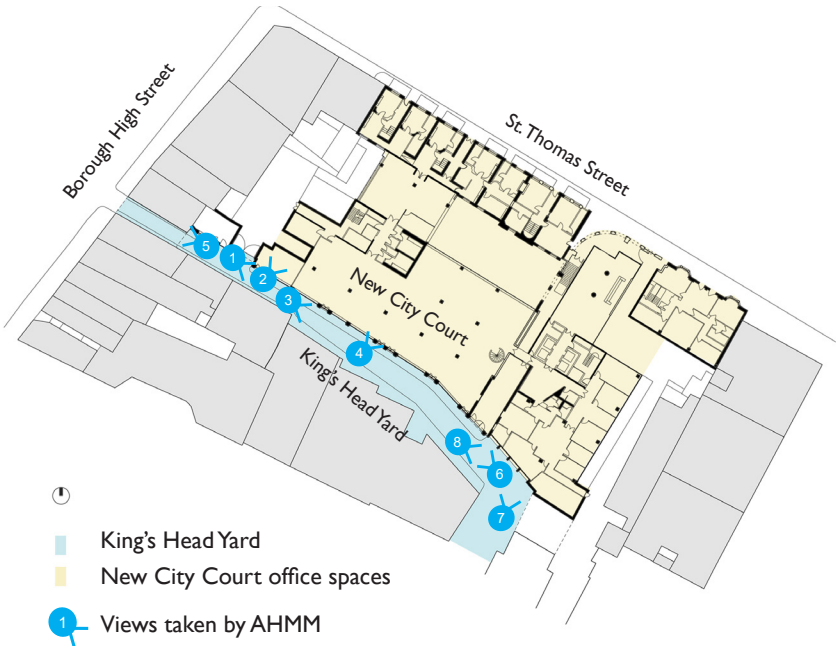 Borough High Street
St. Thomas Street
New City Court
King's Head Yard
5
1
2
3
4
8
6
7
King's Head Yard
New City Court office spaces
1 Views taken by AHMM